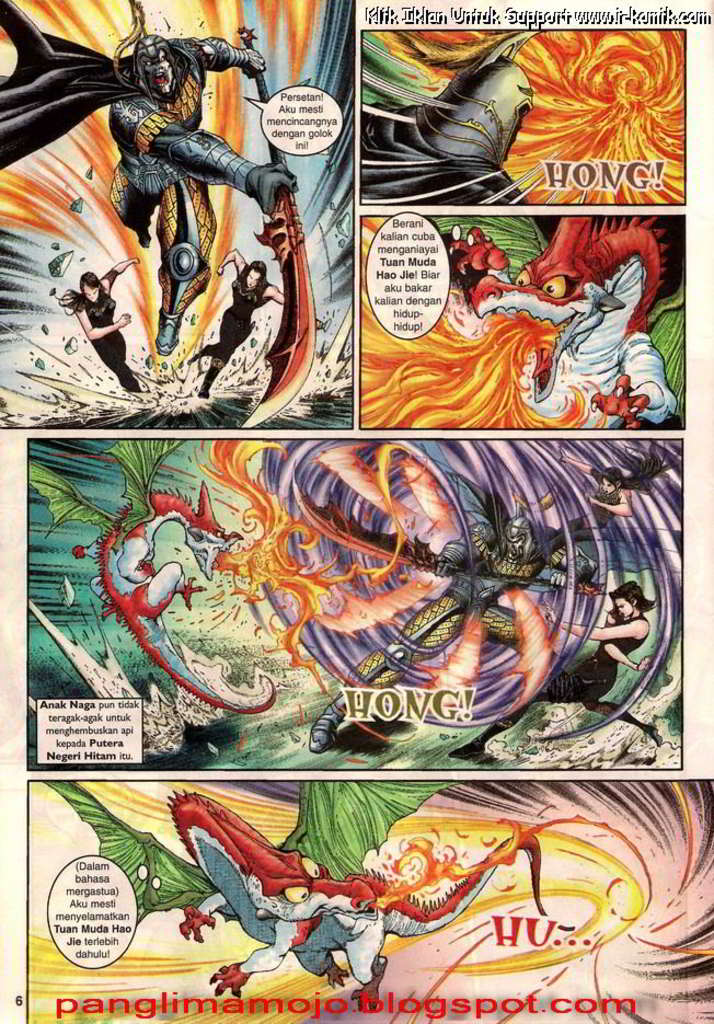 Klik Iklan Untuk Support www.ir-komik.com
Persetan!
Aku mesti
mencincangnya
dengan golok
ini!
HONG!
Berani
kalian cuba
menganiayai
Tuan Muda
Hao Jie! Biar
aku bakar
kalian dengan
hidup-
hidup!
HONG!
Anak Naga pun tidak
teragak-agak untuk
menghembuskan api
kepada Putera
Negeri Hitam itu.
(Dalam
bahasa
mergastua)
Aku mesti
menyelamatkan
Tuan Muda Hao
Jie terlebih
dahulu!
HU...
6
panglimamojo.blogspot.com